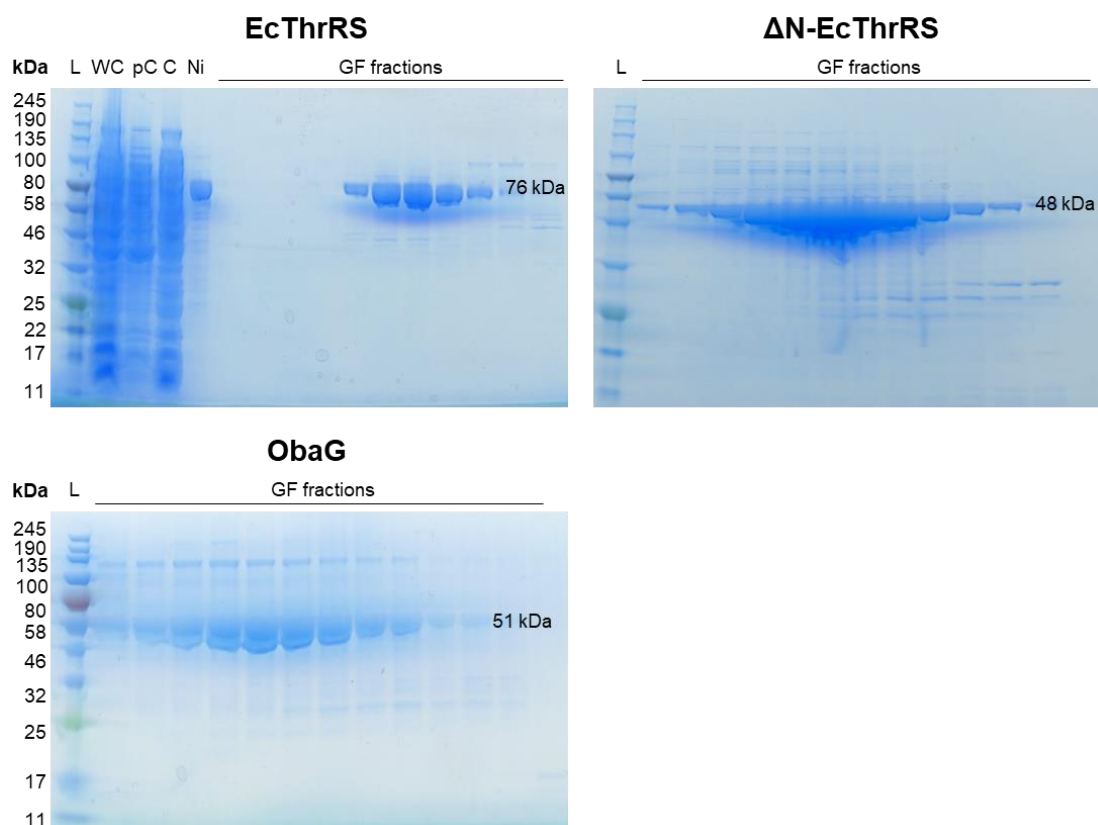 EcThrRS
kDa L WC pC C Ni GF fractions
245
190
135
100
80
58
46
32
25
22
17
11
76 kDa
ΔN-EcThrRS
L GF fractions
48 kDa
ObaG
kDa L GF fractions
245
190
135
100
80
58
46
32
25
17
11
51 kDa